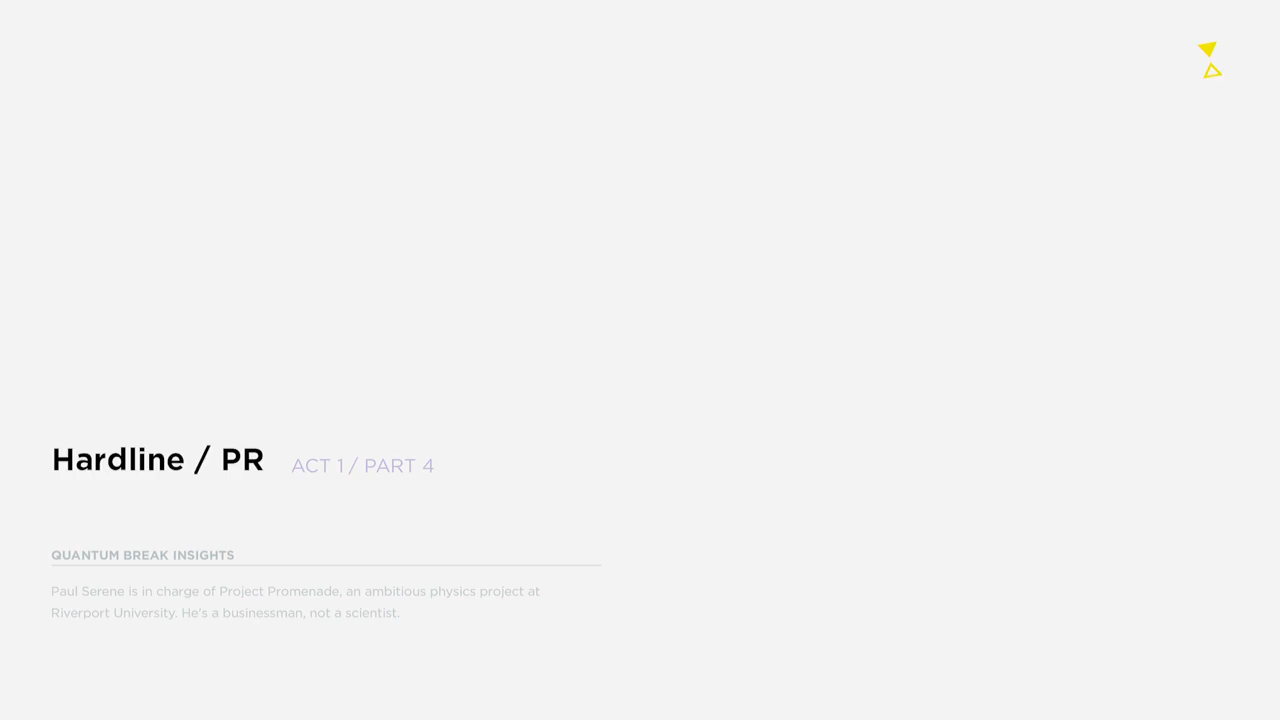 Hardline / PR ACT 1 / PART 4
QUANTUM BREAK INSIGHTS
Paul Serene is in charge of Project Promenade, an ambitious physics project at
Riverport University. He's a businessman, not a scientist.